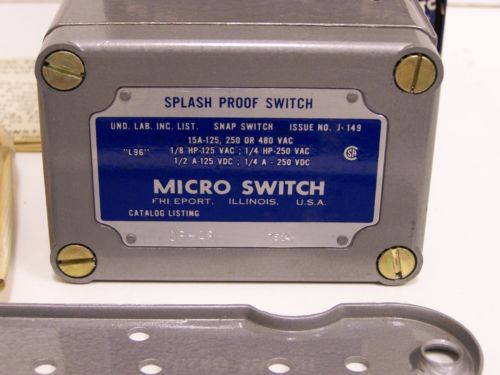 SPLASH PROOF SWITCH
UND. LAB. INC. LIST. SNAP SWITCH ISSUE NO. J-149
15A-125, 250 OR 480 VAC
"L96" 1/8 HP-125 VAC ; 1/4 HP-250 VAC
1/2 A-125 VDC ; 1/4 A - 250 VDC
MICRO SWITCH
FREEPORT, ILLINOIS, U.S.A.
CATALOG LISTING